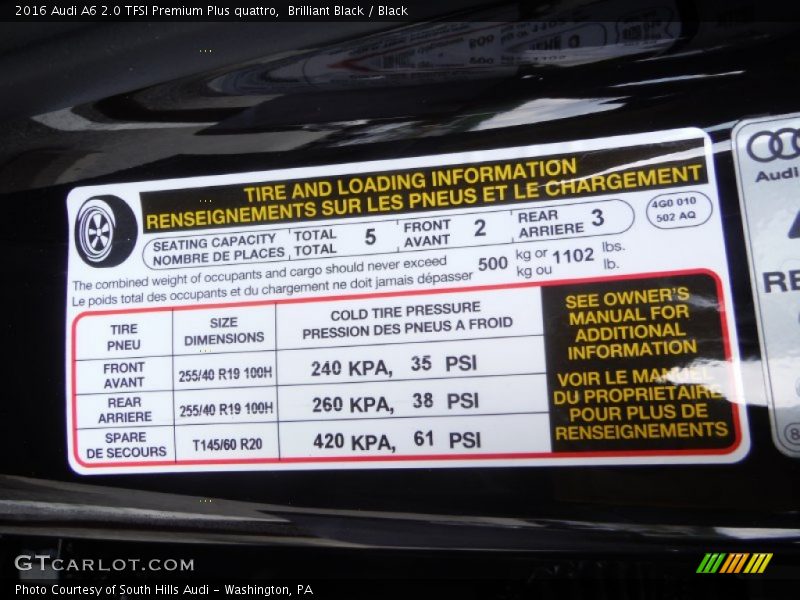 2016 Audi A6 2.0 TFSI Premium Plus quattro,  Brilliant Black / Black
TIRE AND LOADING INFORMATION
RENSEIGNEMENTS SUR LES PNEUS ET LE CHARGEMENT
SEATING CAPACITY TOTAL 5 FRONT 2 REAR 3
NOMBRE DE PLACES TOTAL AVANT ARRIERE
4G0 010
502 AQ
The combined weight of occupants and cargo should never exceed 500 kg or 1102 lbs.
Le poids total des occupants et du chargement ne doit jamais dépasser kg ou lb.
TIRE SIZE COLD TIRE PRESSURE
PNEU DIMENSIONS PRESSION DES PNEUS A FROID
FRONT
AVANT 255/40 R19 100H 240 KPA, 35 PSI
REAR
ARRIERE 255/40 R19 100H 260 KPA, 38 PSI
SPARE
DE SECOURS T145/60 R20 420 KPA, 61 PSI
SEE OWNER'S
MANUAL FOR
ADDITIONAL
INFORMATION
VOIR LE MANUEL
DU PROPRIETAIRE
POUR PLUS DE
RENSEIGNEMENTS
Audi
RE
GTCARLOT.COM
Photo Courtesy of South Hills Audi - Washington, PA